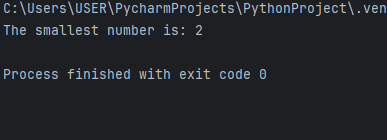 C:\Users\USER\PycharmProjects\PythonProject\.ven
The smallest number is: 2
Process finished with exit code 0